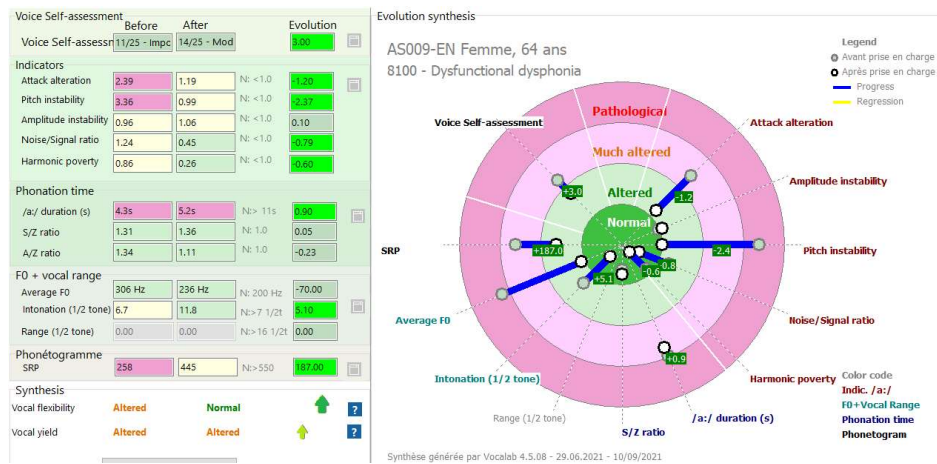 Voice Self-assessment
Before After Evolution
Voice Self-assessn 11/25 - Impc 14/25 - Mod 3.00
Indicators
Attack alteration 2.39 1.19 N: <1.0 -1.20
Pitch instability 3.36 0.99 N: <1.0 -2.37
Amplitude instability 0.96 1.06 N: <1.0 0.10
Noise/Signal ratio 1.24 0.45 N: <1.0 -0.79
Harmonic poverty 0.86 0.26 N: <1.0 -0.60
Phonation time
/a:/ duration (s) 4.3s 5.2s N:> 11s 0.90
S/Z ratio 1.31 1.36 N: 1.0 0.05
A/Z ratio 1.34 1.11 N: 1.0 -0.23
F0 + vocal range
Average F0 306 Hz 236 Hz N: 200 Hz -70.00
Intonation (1/2 tone) 6.7 11.8 N:>7 1/2t 5.10
Range (1/2 tone) 0.00 0.00 N:>16 1/2t 0.00
Phonétogramme
SRP 258 445 N:>550 187.00
Synthesis
Vocal flexibility Altered Normal ?
Vocal yield Altered Altered ?
Evolution synthesis
AS009-EN Femme, 64 ans
8100 - Dysfunctional dysphonia
Legend
Avant prise en charge
Après prise en charge
Progress
Regression
Pathological
Voice Self-assessment
Attack alteration
Much altered
+3.0
Altered
-1.2
Amplitude instability
Normal
SRP
+187.0
-2.4
Pitch instability
-0.8
-0.6
+5.1
Average F0
Noise/Signal ratio
+0.9
Intonation (1/2 tone)
Harmonic poverty
Range (1/2 tone)
/a:/ duration (s)
S/Z ratio
Color code
Indic. /a:/
F0+Vocal Range
Phonation time
Phonetogram
Synthèse générée par Vocalab 4.5.08 - 29.06.2021 - 10/09/2021